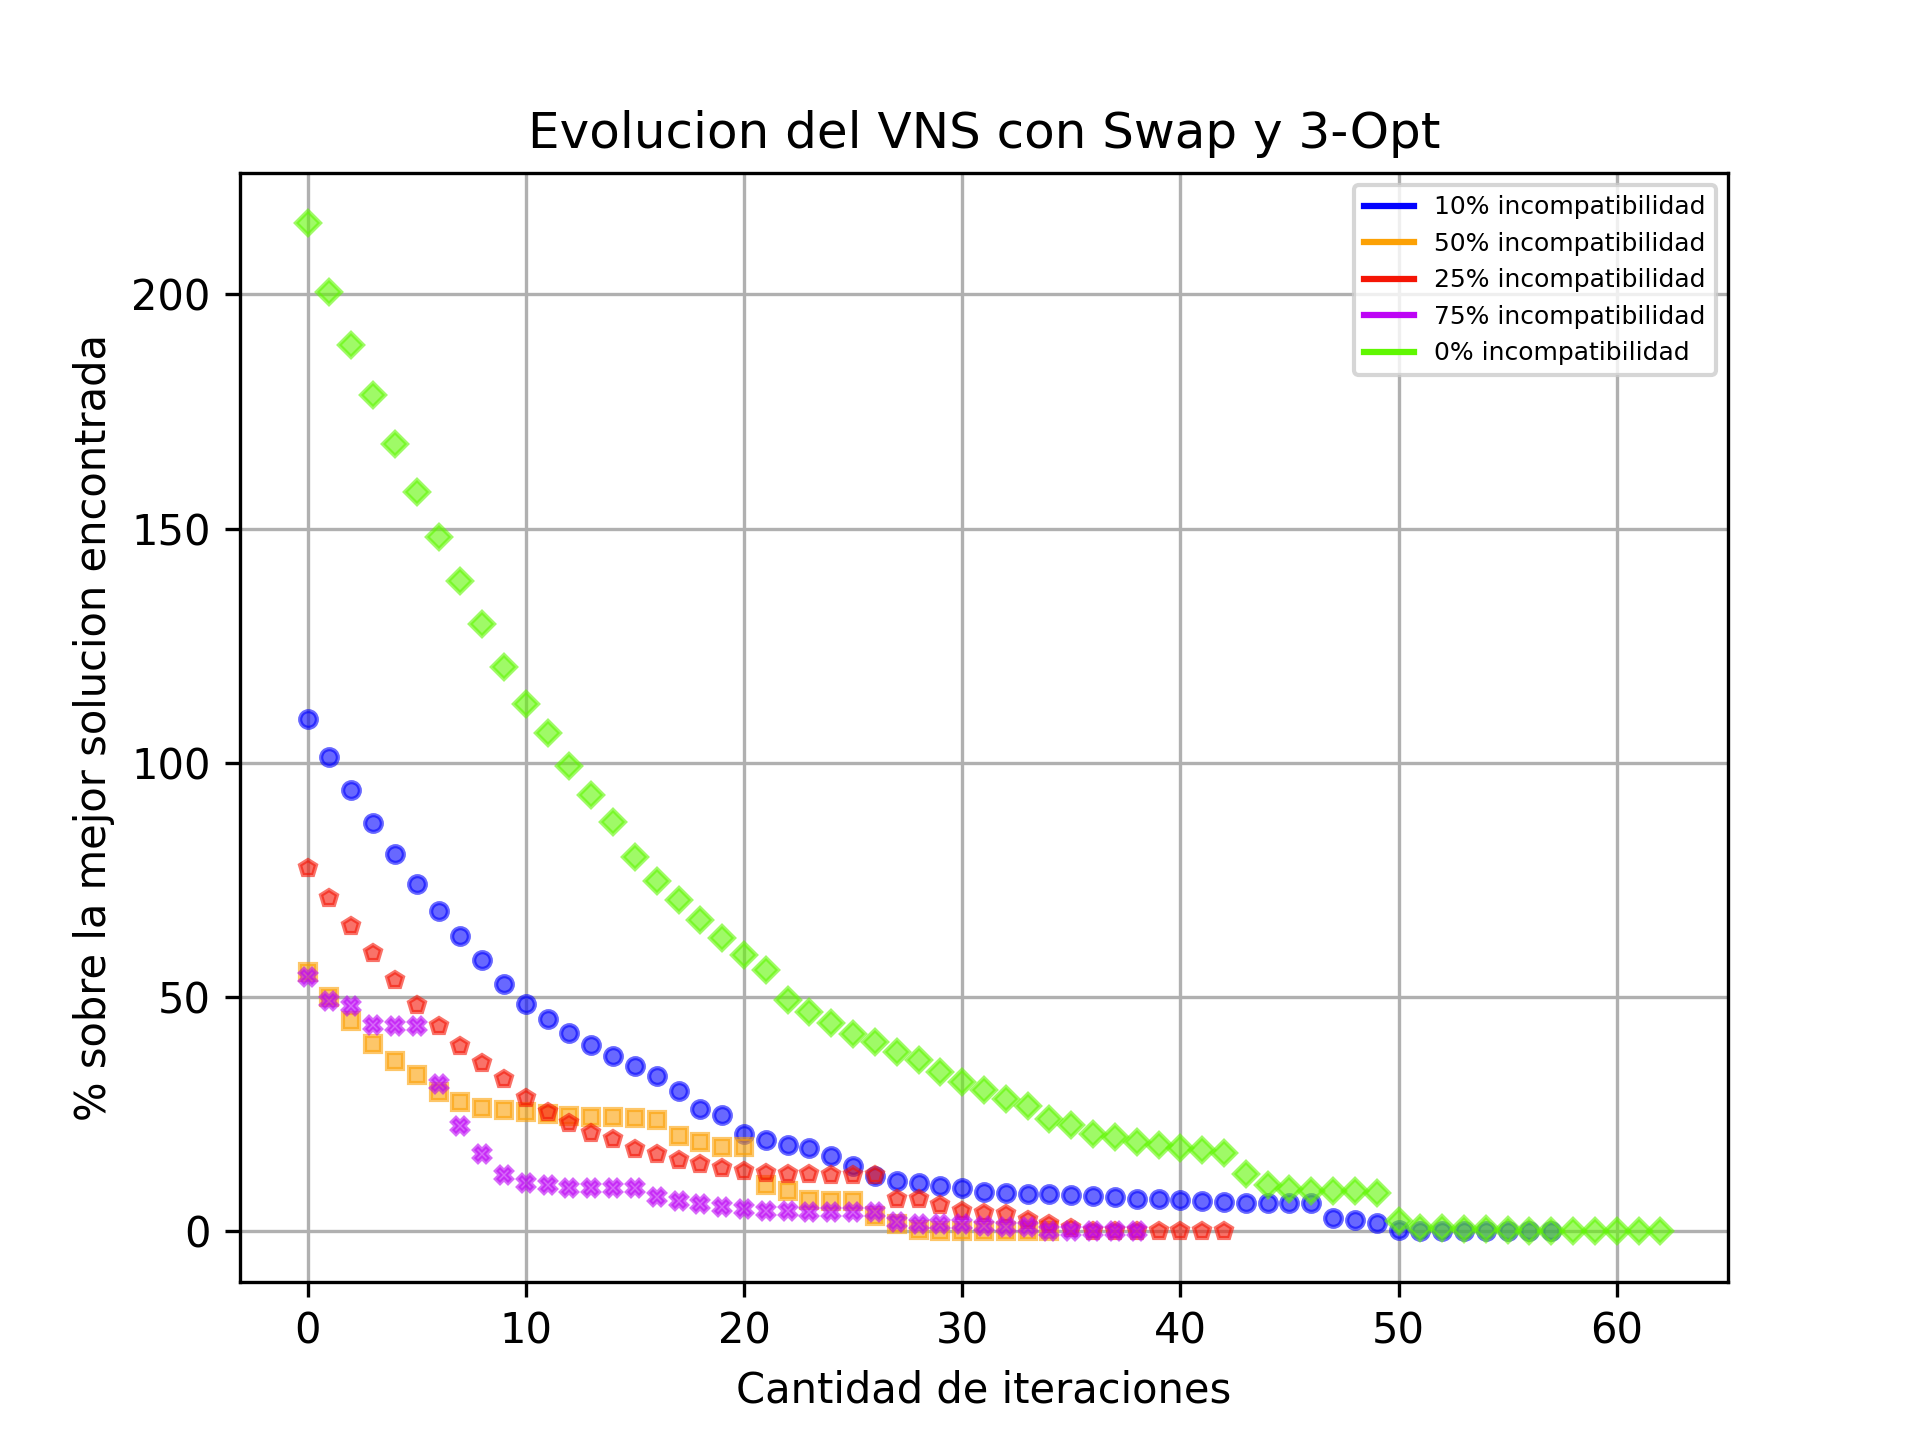 Evolucion del VNS con Swap y 3-Opt
10% incompatibilidad
50% incompatibilidad
25% incompatibilidad
75% incompatibilidad
0% incompatibilidad
% sobre la mejor solucion encontrada
200
150
100
50
0
0 10 20 30 40 50 60
Cantidad de iteraciones